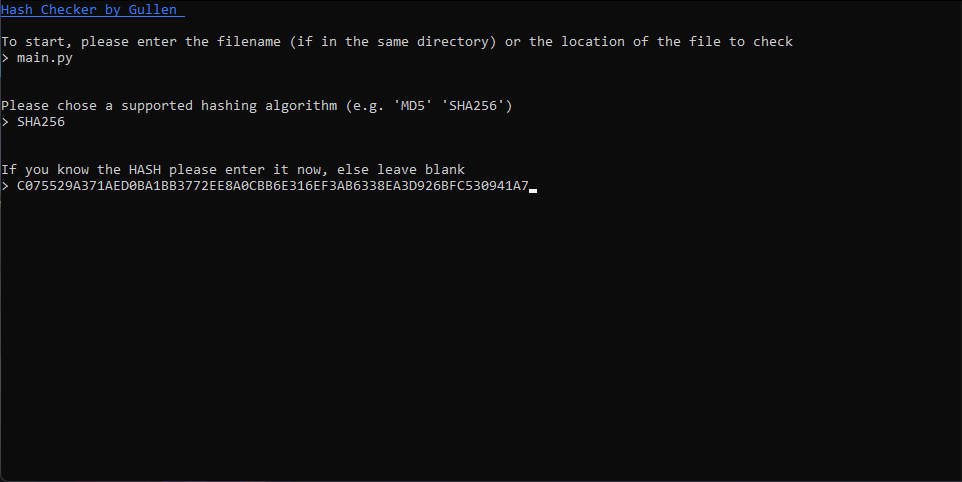 Hash Checker by Gullen
To start, please enter the filename (if in the same directory) or the location of the file to check
> main.py
Please chose a supported hashing algorithm (e.g. 'MD5' 'SHA256')
> SHA256
If you know the HASH please enter it now, else leave blank
> C075529A371AED0BA1BB3772EE8A0CBB6E316EF3AB6338EA3D926BFC530941A7